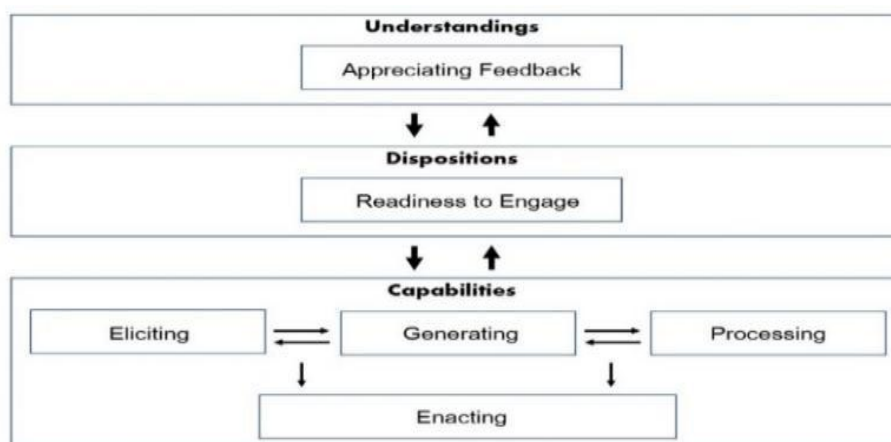 Understandings
Appreciating Feedback
Dispositions
Readiness to Engage
Capabilities
Eliciting
Generating
Processing
Enacting